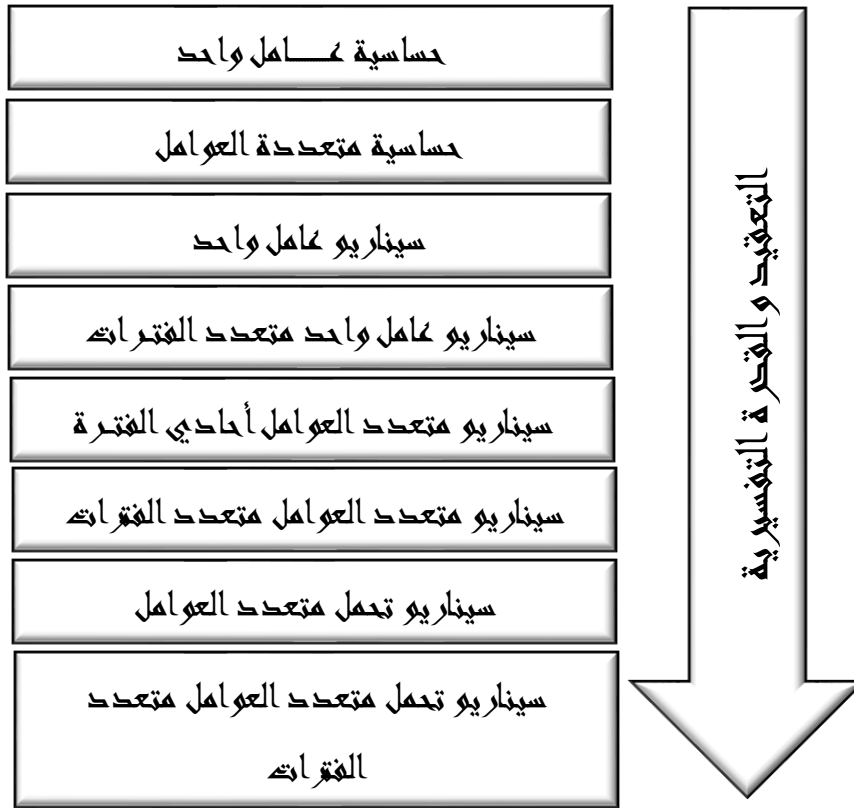 حساسية عـــامل واحد
حساسية متعددة العوامل
سيناريو عامل واحد
سيناريو عامل واحد متعدد الفترات
سيناريو متعدد العوامل أحادي الفترة
سيناريو متعدد العوامل متعدد الفترات
سيناريو تحمل متعدد العوامل
سيناريو تحمل متعدد العوامل متعدد
الفترات
التعقيد والقدرة التفسيرية